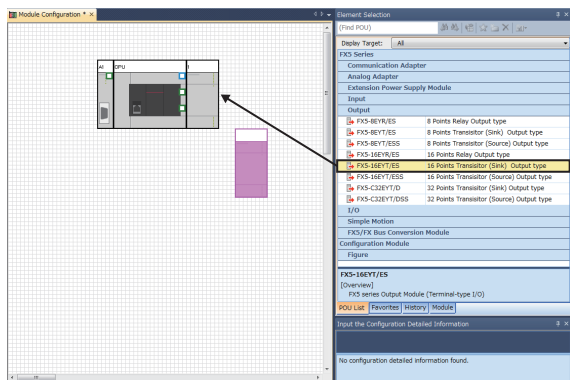 Module Configuration * ×
AI CPU 1
Element Selection
(Find POU)
Display Target: All
FX5 Series
Communication Adapter
Analog Adapter
Extension Power Supply Module
Input
Output
FX5-8EYR/ES 8 Points Relay Output type
FX5-8EYT/ES 8 Points Transistor (Sink) Output type
FX5-8EYT/ESS 8 Points Transistor (Source) Output type
FX5-16EYR/ES 16 Points Relay Output type
FX5-16EYT/ES 16 Points Transisitor (Sink) Output type
FX5-16EYT/ESS 16 Points Transisitor (Source) Output type
FX5-C32EYT/D 32 Points Transistor (Sink) Output type
FX5-C32EYT/DSS 32 Points Transistor (Source) Output type
I/O
Simple Motion
FX5/FX Bus Conversion Module
Configuration Module
Figure
FX5-16EYT/ES
[Overview]
FX5 series Output Module (Terminal-type I/O)
POU List Favorites History Module
Input the Configuration Detailed Information
No configuration detailed information found.